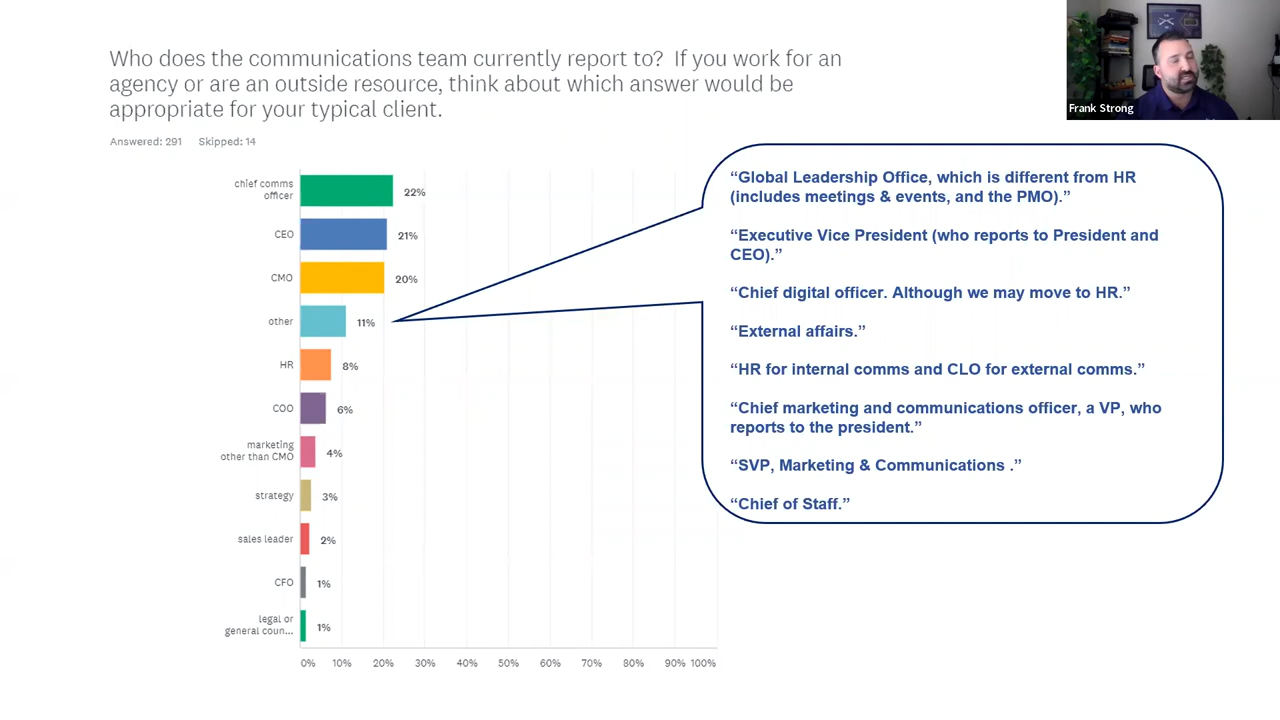 Who does the communications team currently report to? If you work for an
agency or are an outside resource, think about which answer would be
appropriate for your typical client.
Answered: 291 Skipped: 14
Frank Strong
chief comms
officer
22%
CEO
21%
CMO
20%
other
11%
HR
8%
COO
6%
marketing
other than CMO
4%
strategy
3%
sales leader
2%
CFO
1%
legal or
general coun...
1%
0% 10% 20% 30% 40% 50% 60% 70% 80% 90% 100%
“Global Leadership Office, which is different from HR
(includes meetings & events, and the PMO).”
“Executive Vice President (who reports to President and
CEO).”
“Chief digital officer. Although we may move to HR.”
“External affairs.”
“HR for internal comms and CLO for external comms.”
“Chief marketing and communications officer, a VP, who
reports to the president.”
“SVP, Marketing & Communications .”
“Chief of Staff.”